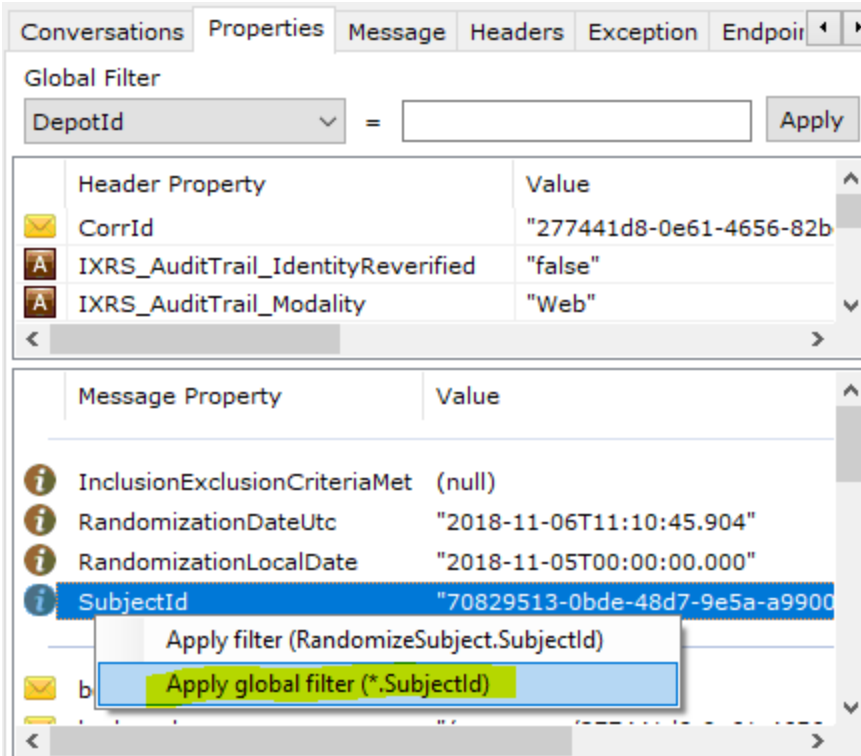 Conversations Properties Message Headers Exception
Global Filter
DepotId = Apply
Header Property Value
CorrId "277441d8-0e61-4656-82b
A IXRS_AuditTrail_IdentityReverified "false"
A IXRS_AuditTrail_Modality "Web"
Message Property Value
i InclusionExclusionCriteriaMet (null)
i RandomizationDateUtc "2018-11-06T11:10:45.904"
i RandomizationLocalDate "2018-11-05T00:00:00.000"
i SubjectId "70829513-0bde-48d7-9e5a-a9900
Apply filter (RandomizeSubject.SubjectId)
Apply global filter (*.SubjectId)